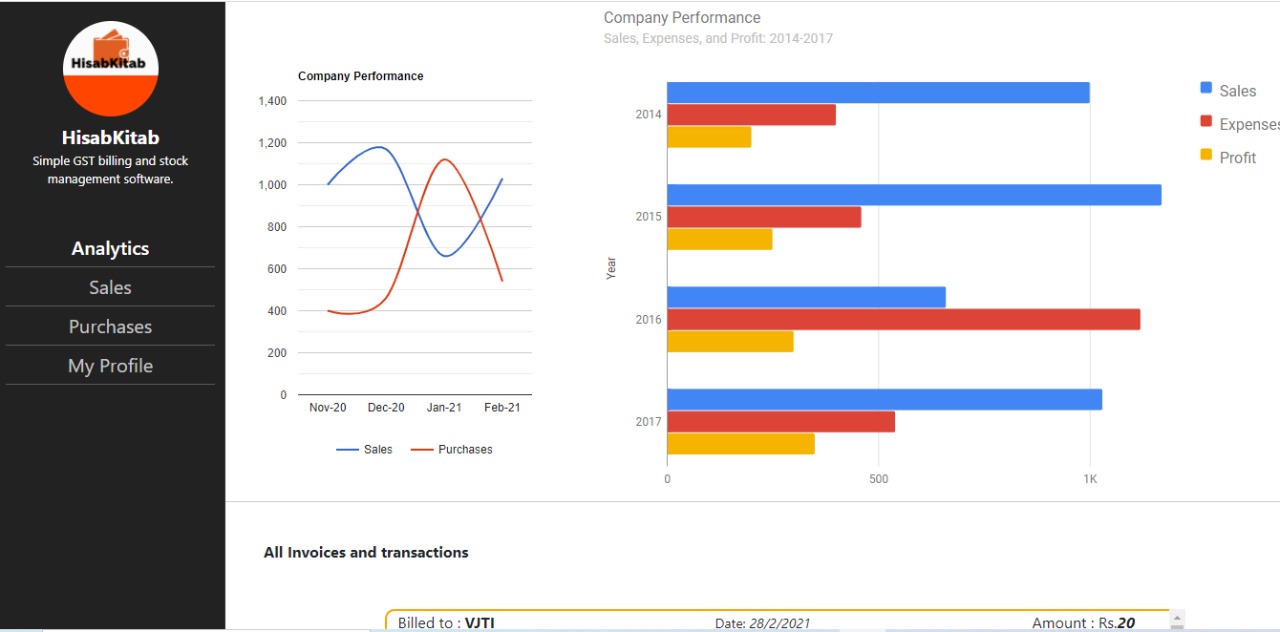 HisabKitab
HisabKitab
Simple GST billing and stock
management software.
Analytics
Sales
Purchases
My Profile
Company Performance
1,400
1,200
1,000
800
600
400
200
0
Nov-20 Dec-20 Jan-21 Feb-21
Sales Purchases
Company Performance
Sales, Expenses, and Profit: 2014-2017
Year
2014
2015
2016
2017
0 500 1K
Sales
Expenses
Profit
All Invoices and transactions
Billed to : VJTI Date: 28/2/2021 Amount : Rs.20